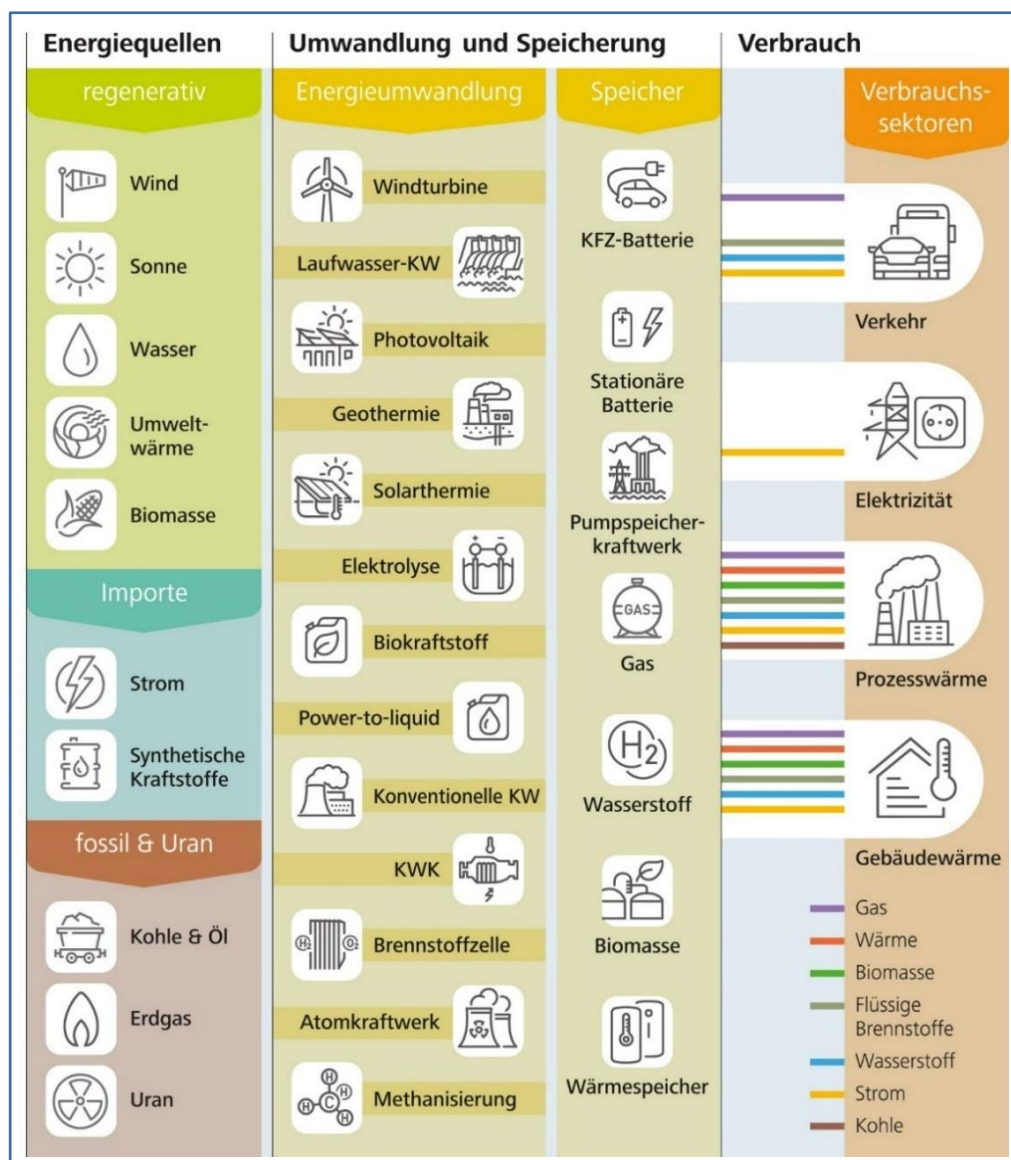 Energiequellen
Umwandlung und Speicherung
Verbrauch
regenerativ
Energieumwandlung
Speicher
Verbrauchs-
sektoren
Wind
Sonne
Wasser
Umwelt-
wärme
Biomasse
Importe
Strom
Synthetische
Kraftstoffe
fossil & Uran
Kohle & Öl
Erdgas
Uran
Windturbine
Laufwasser-KW
Photovoltaik
Geothermie
Solarthermie
Elektrolyse
+ −
Biokraftstoff
Power-to-liquid
Konventionelle KW
KWK
Brennstoffzelle
H₂ O₂
Atomkraftwerk
Methanisierung
H
H
H C
H
KFZ-Batterie
Stationäre
Batterie
Pumpspeicher-
kraftwerk
GAS
Gas
H₂
Wasserstoff
Biomasse
Wärmespeicher
Verkehr
Elektrizität
Prozesswärme
Gebäudewärme
Gas
Wärme
Biomasse
Flüssige
Brennstoffe
Wasserstoff
Strom
Kohle